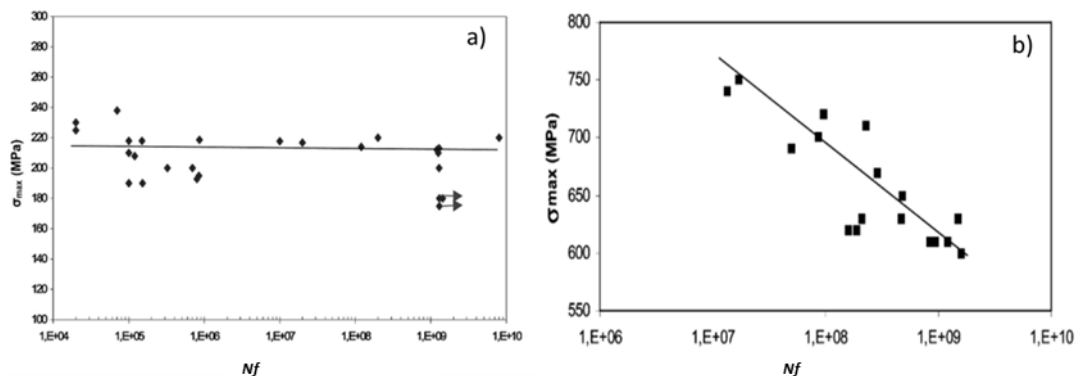 a)
300
280
260
240
220
200
180
160
140
120
100
σmax (MPa)
1,E+04 1,E+05 1,E+06 1,E+07 1,E+08 1,E+09 1,E+10
Nf
b)
800
750
700
650
600
550
σmax (MPa)
1,E+06 1,E+07 1,E+08 1,E+09 1,E+10
Nf